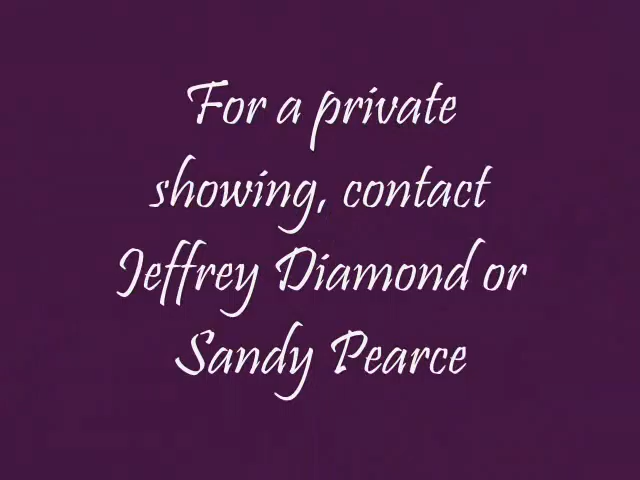 For a private
showing, contact
Jeffrey Diamond or
Sandy Pearce